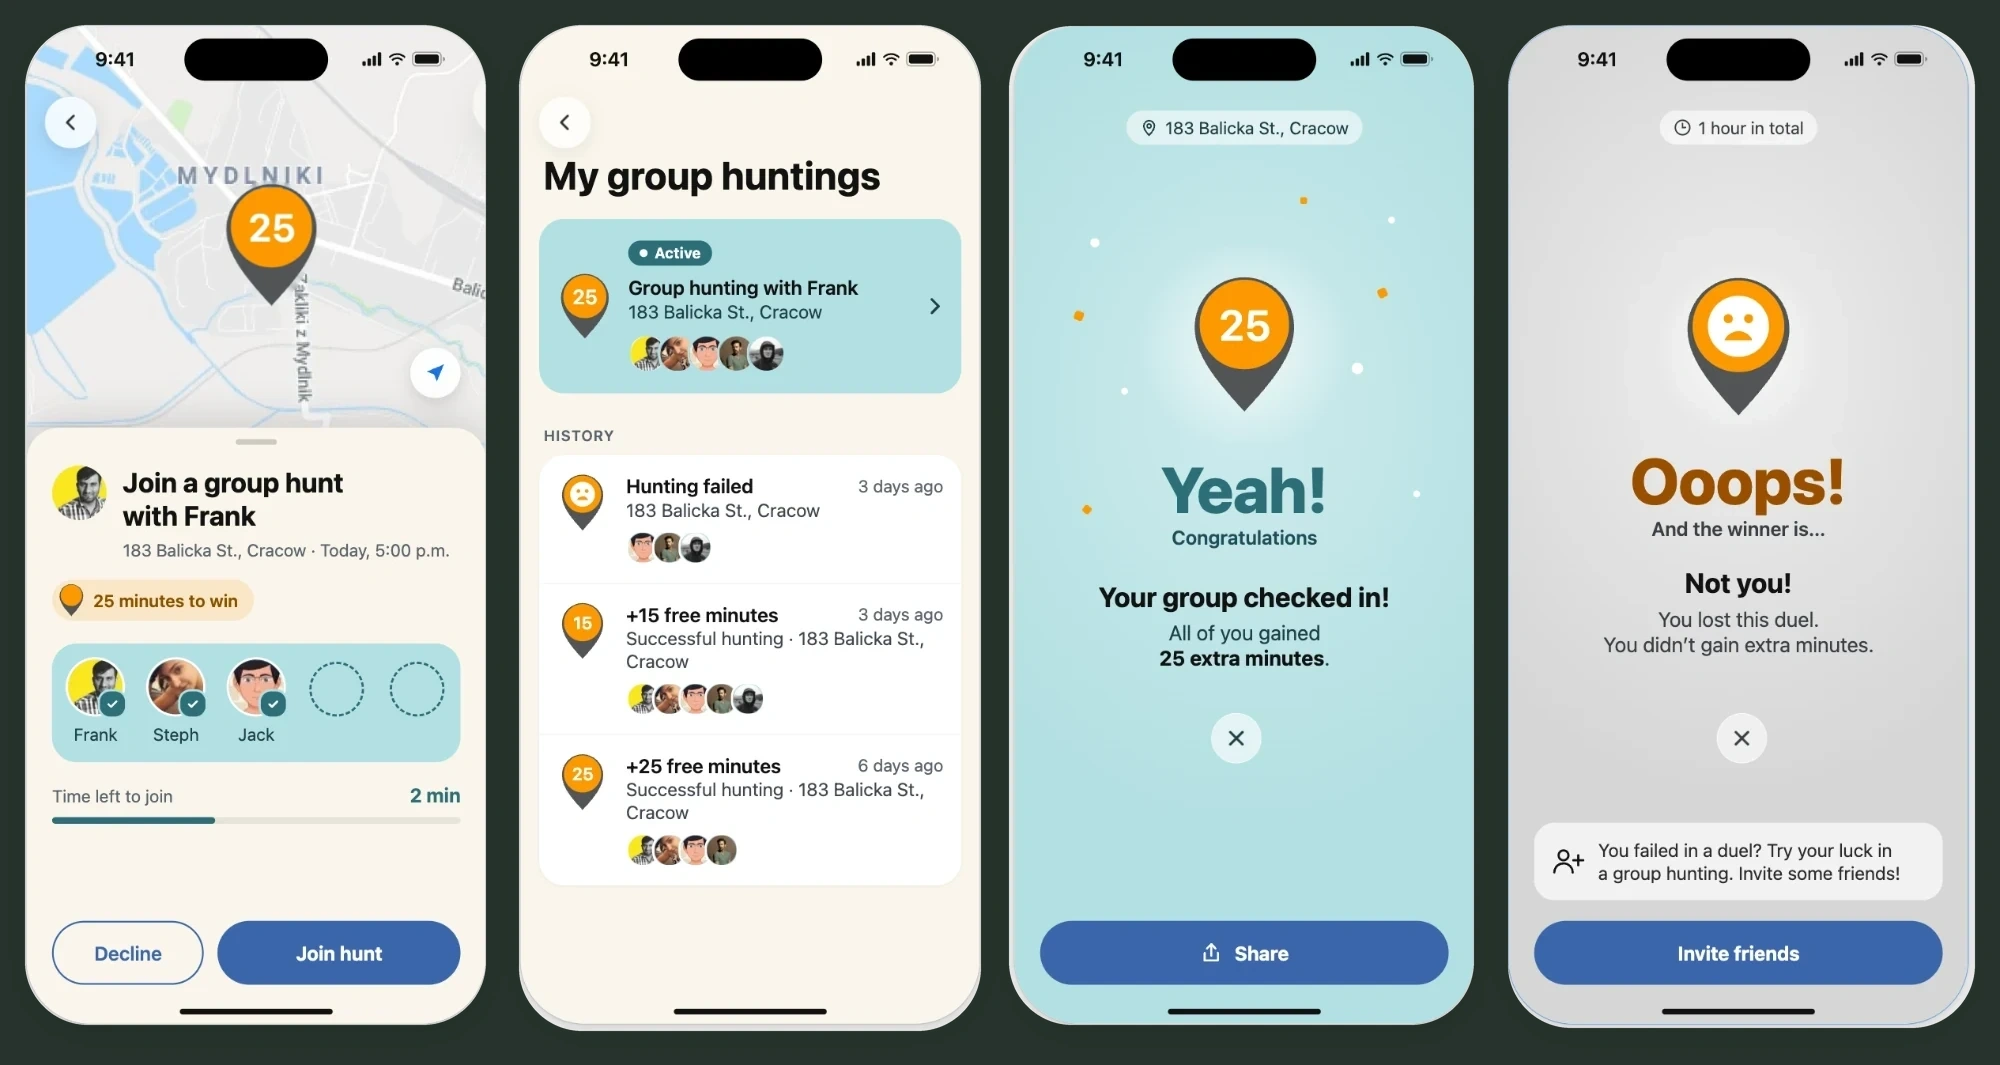 9:41
MYDLNIKI
25
Zakliki z Mydlnik
Balic
Join a group hunt
with Frank
183 Balicka St., Cracow · Today, 5:00 p.m.
25 minutes to win
Frank
Steph
Jack
Time left to join
2 min
Decline
Join hunt
9:41
My group huntings
Active
25
Group hunting with Frank
183 Balicka St., Cracow
HISTORY
Hunting failed
3 days ago
183 Balicka St., Cracow
15
+15 free minutes
3 days ago
Successful hunting · 183 Balicka St.,
Cracow
25
+25 free minutes
6 days ago
Successful hunting · 183 Balicka St.,
Cracow
9:41
183 Balicka St., Cracow
25
Yeah!
Congratulations
Your group checked in!
All of you gained
25 extra minutes.
Share
9:41
1 hour in total
Ooops!
And the winner is...
Not you!
You lost this duel.
You didn’t gain extra minutes.
You failed in a duel? Try your luck in
a group hunting. Invite some friends!
Invite friends